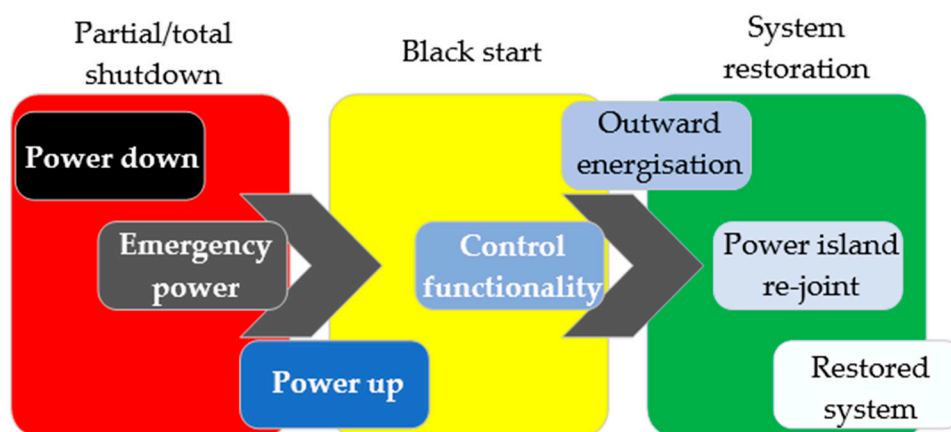 Partial/total
shutdown
Black start
System
restoration
Power down
Emergency
power
Power up
Control
functionality
Outward
energisation
Power island
re-joint
Restored
system